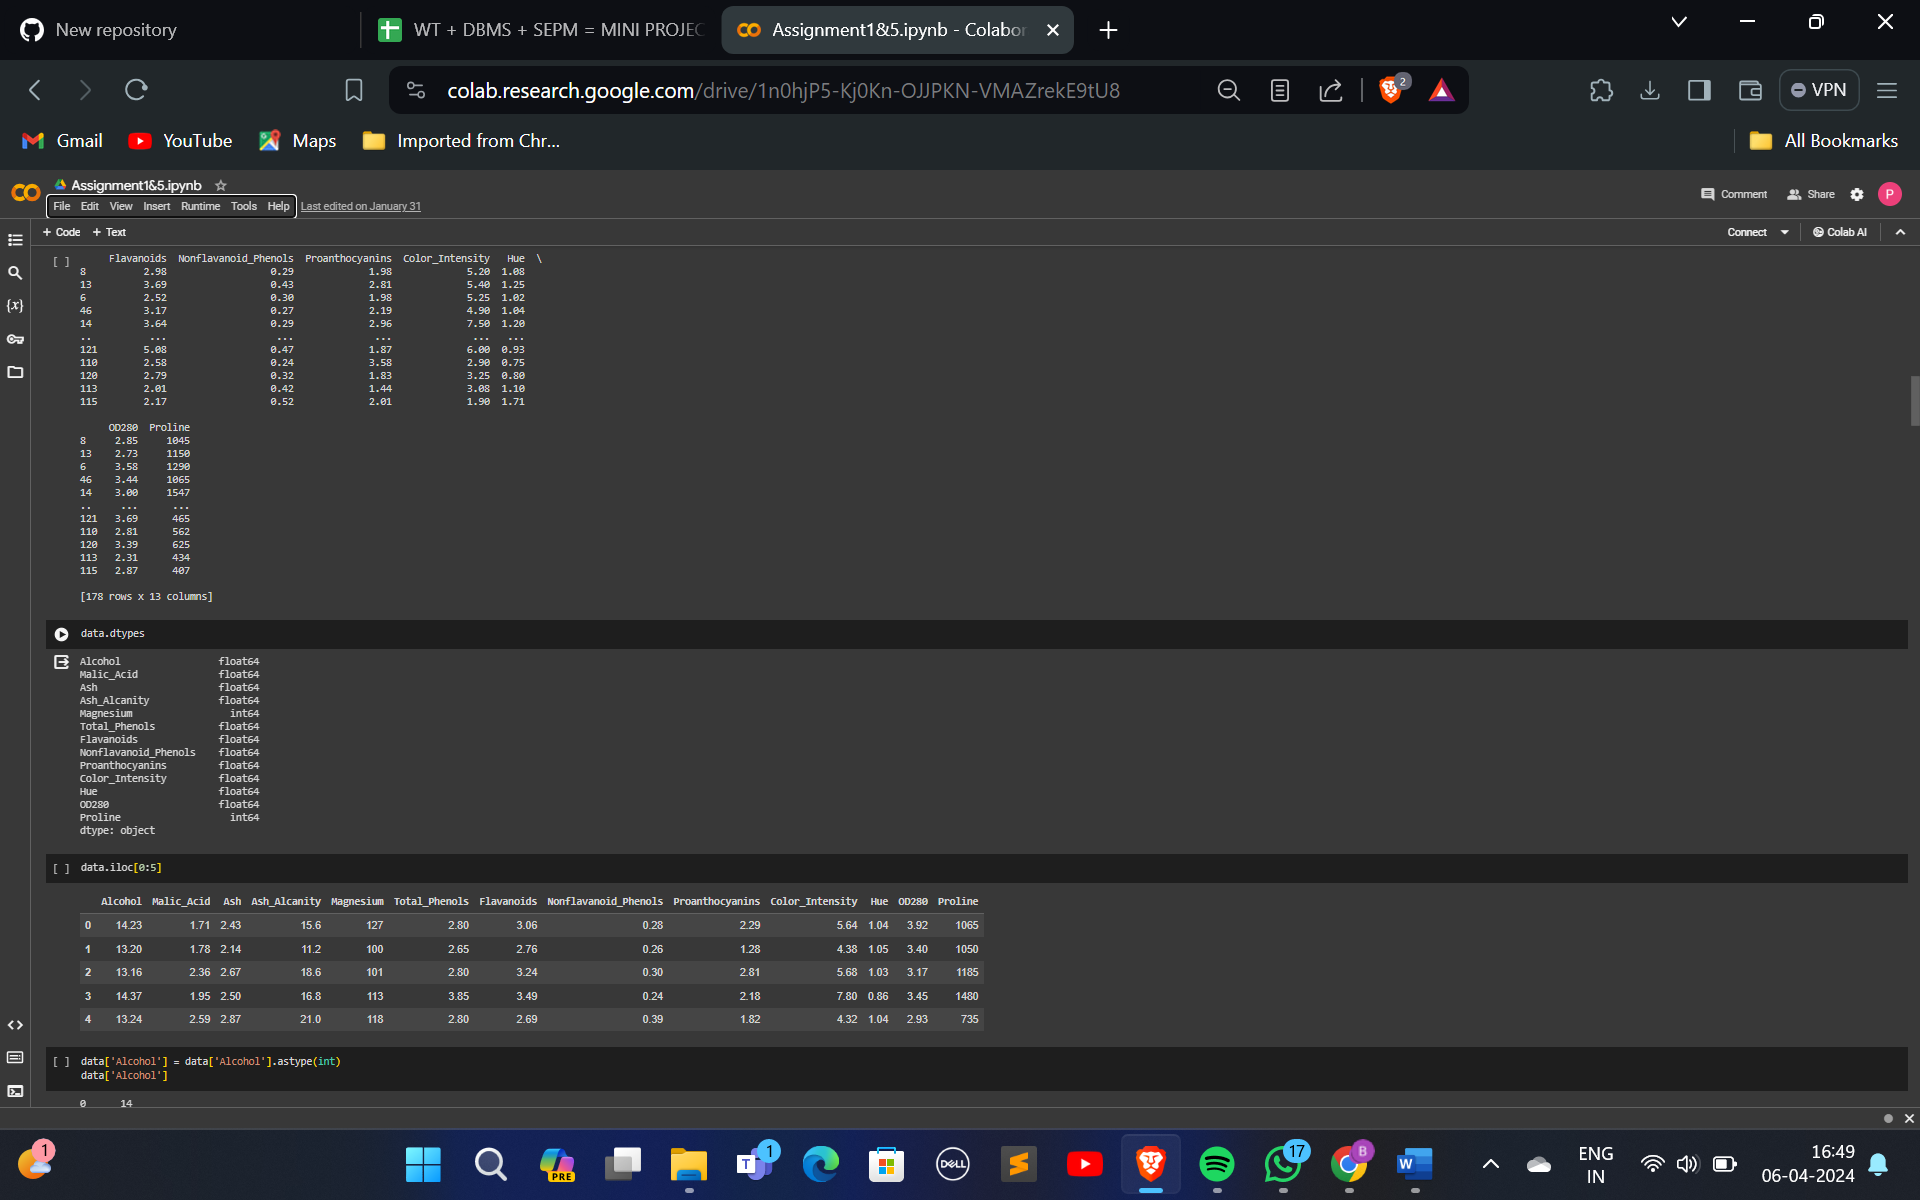 New repository
WT + DBMS + SEPM = MINI PROJEC
Assignment1&5.ipynb - Colabor
colab.research.google.com/drive/1n0hjP5-Kj0Kn-OJJPKN-VMAZrekE9tU8
2
VPN
Gmail
YouTube
Maps
Imported from Chr...
All Bookmarks
Assignment1&5.ipynb
File Edit View Insert Runtime Tools Help Last edited on January 31
Comment
Share
P
+ Code + Text
Connect
Colab AI
[ ]
Flavanoids Nonflavanoid_Phenols Proanthocyanins Color_Intensity Hue \
8 2.98 0.29 1.98 5.20 1.08
13 3.69 0.43 2.81 5.40 1.25
6 2.52 0.30 1.98 5.25 1.02
46 3.17 0.27 2.19 4.90 1.04
14 3.64 0.29 2.96 7.50 1.20
.. ... ... ... ... ...
121 5.08 0.47 1.87 6.00 0.93
110 2.58 0.24 3.58 2.90 0.75
120 2.79 0.32 1.83 3.25 0.80
113 2.01 0.42 1.44 3.08 1.10
115 2.17 0.52 2.01 1.90 1.71
OD280 Proline
8 2.85 1045
13 2.73 1150
6 3.58 1290
46 3.44 1065
14 3.00 1547
.. ... ...
121 3.69 465
110 2.81 562
120 3.39 625
113 2.31 434
115 2.87 407
[178 rows x 13 columns]
data.dtypes
Alcohol float64
Malic_Acid float64
Ash float64
Ash_Alcanity float64
Magnesium int64
Total_Phenols float64
Flavanoids float64
Nonflavanoid_Phenols float64
Proanthocyanins float64
Color_Intensity float64
Hue float64
OD280 float64
Proline int64
dtype: object
[ ] data.iloc[0:5]
Alcohol Malic_Acid Ash Ash_Alcanity Magnesium Total_Phenols Flavanoids Nonflavanoid_Phenols Proanthocyanins Color_Intensity Hue OD280 Proline
0 14.23 1.71 2.43 15.6 127 2.80 3.06 0.28 2.29 5.64 1.04 3.92 1065
1 13.20 1.78 2.14 11.2 100 2.65 2.76 0.26 1.28 4.38 1.05 3.40 1050
2 13.16 2.36 2.67 18.6 101 2.80 3.24 0.30 2.81 5.68 1.03 3.17 1185
3 14.37 1.95 2.50 16.8 113 3.85 3.49 0.24 2.18 7.80 0.86 3.45 1480
4 13.24 2.59 2.87 21.0 118 2.80 2.69 0.39 1.82 4.32 1.04 2.93 735
[ ] data['Alcohol'] = data['Alcohol'].astype(int)
data['Alcohol']
0 14
1
PRE
T
1
DELL
17
B
W
ENG
IN
16:49
06-04-2024